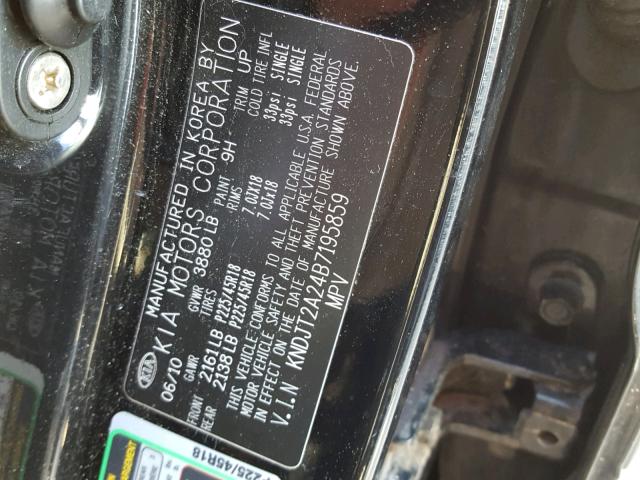 KIA
MANUFACTURED IN KOREA BY
KIA MOTORS CORPORATION
06/10 GVWR 3880 LB PAINT 9H TRIM UP
GAWR TIRES RIMS COLD TIRE INFL
FRONT 2161LB P225/45R18 7.0JX18 33psi SINGLE
REAR 2138LB P225/45R18 7.0JX18 33psi SINGLE
THIS VEHICLE CONFORMS TO ALL APPLICABLE U.S.A. FEDERAL
MOTOR VEHICLE SAFETY AND THEFT PREVENTION STANDARDS
IN EFFECT ON THE DATE OF MANUFACTURE SHOWN ABOVE.
V.I.N KNDJT2A24B7195859
MPV
P225/45R18